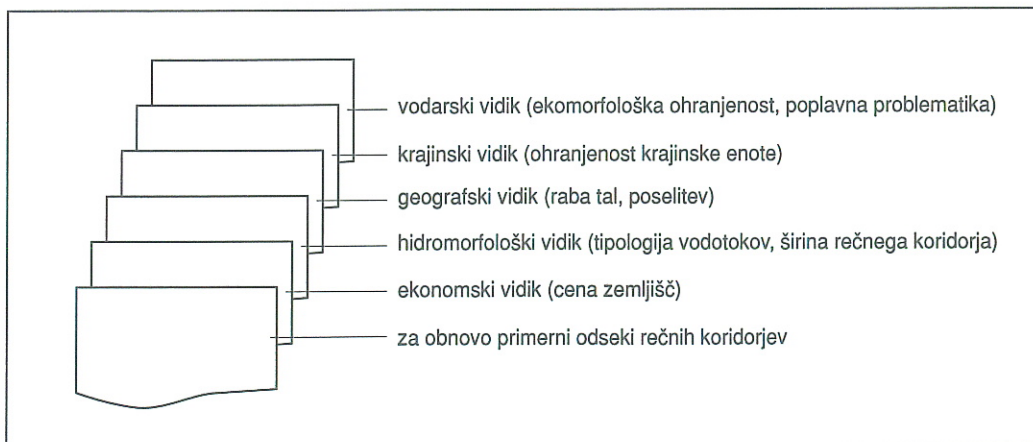 vodarski vidik (ekomorfološka ohranjenost, poplavna problematika)
krajinski vidik (ohranjenost krajinske enote)
geografski vidik (raba tal, poselitev)
hidromorfološki vidik (tipologija vodotokov, širina rečnega koridorja)
ekonomski vidik (cena zemljišč)
za obnovo primerni odseki rečnih koridorjev